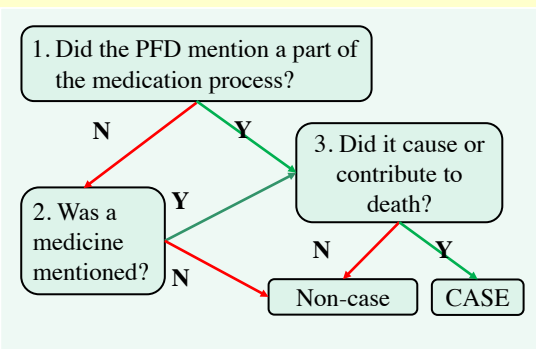 1. Did the PFD mention a part of
the medication process?
N
Y
3. Did it cause or
contribute to
death?
2. Was a
medicine
mentioned?
Y
N
N
Y
Non-case
CASE